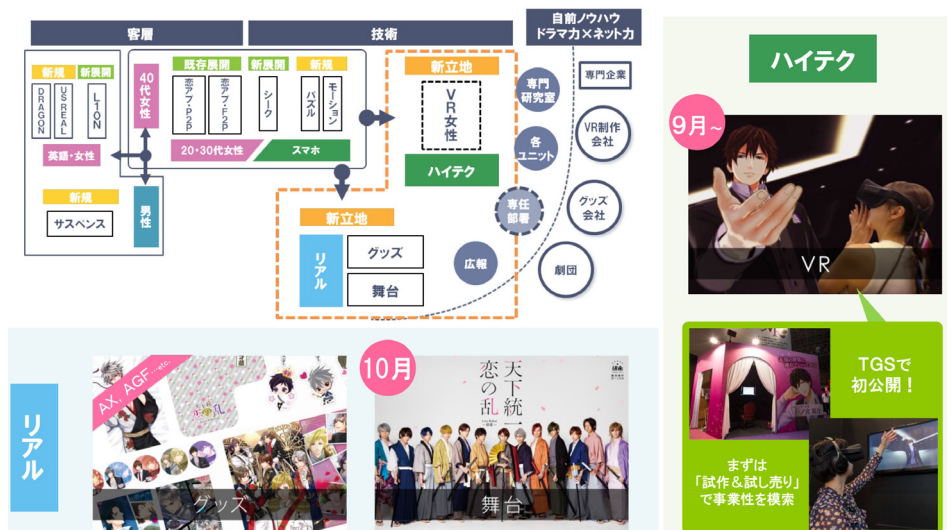 客層
技術
自前ノウハウ
ドラマ力×ネット力
新規
新展開
DRAGON
US REAL
L10N
40代女性
英語・女性
新規
サスペンス
男性
既存展開
恋アプ・P2P
恋アプ・F2P
新展開
シーク
新規
パズル
モーション
20・30代女性
スマホ
新立地
VR女性
ハイテク
新立地
リアル
グッズ
舞台
専門
研究室
各
ユニット
専任
部署
広報
専門企業
VR制作
会社
グッズ
会社
劇団
ハイテク
9月~
VR
TGSで
初公開!
まずは
「試作&試し売り」
で事業性を模索
リアル
AX, AGF...etc.
グッズ
10月
天下統一
恋の乱
舞台